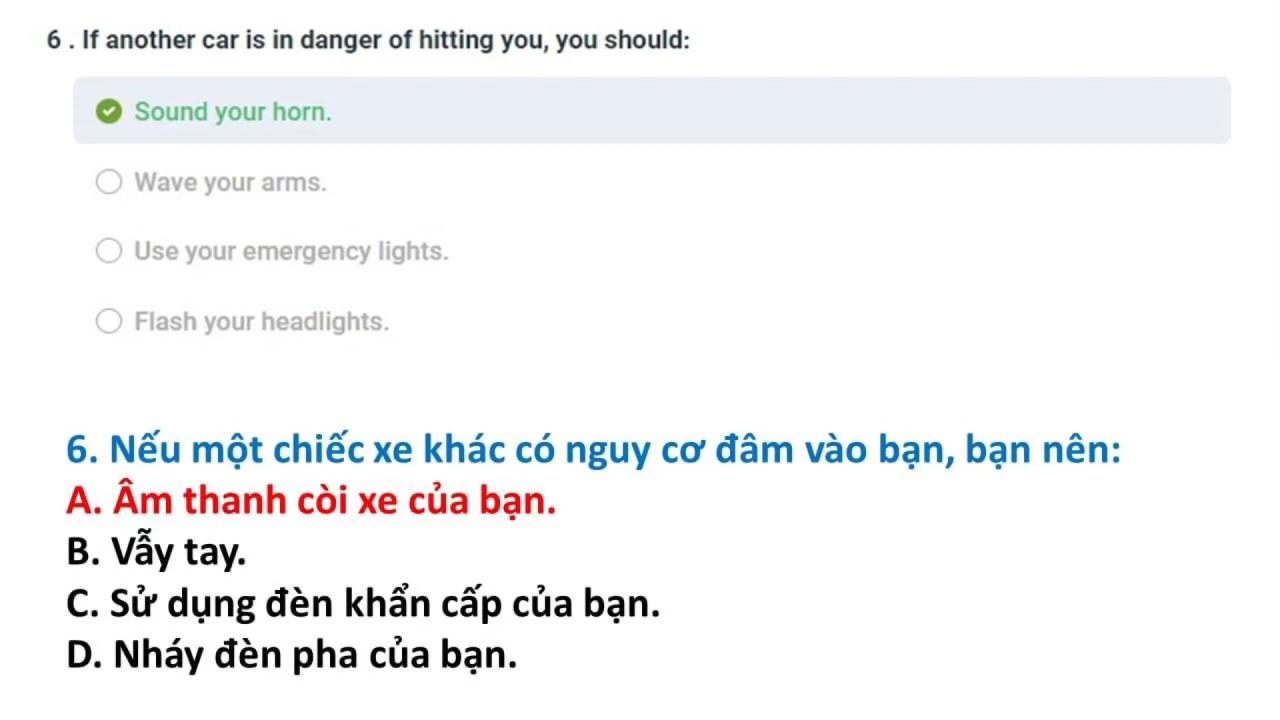 6 . If another car is in danger of hitting you, you should:
Sound your horn.
Wave your arms.
Use your emergency lights.
Flash your headlights.
6. Nếu một chiếc xe khác có nguy cơ đâm vào bạn, bạn nên:
A. Âm thanh còi xe của bạn.
B. Vẫy tay.
C. Sử dụng đèn khẩn cấp của bạn.
D. Nháy đèn pha của bạn.